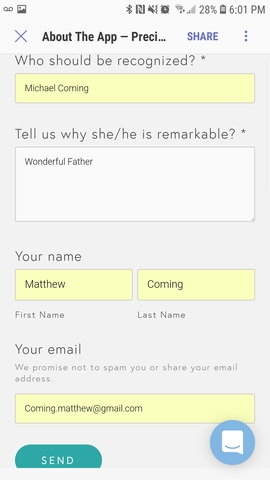 28% 6:01 PM
About The App — Preci... SHARE
Who should be recognized? *
Michael Coming
Tell us why she/he is remarkable? *
Wonderful Father
Your name
Matthew Coming
First Name Last Name
Your email
We promise not to spam you or share your email
address.
Coming.matthew@gmail.com
SEND